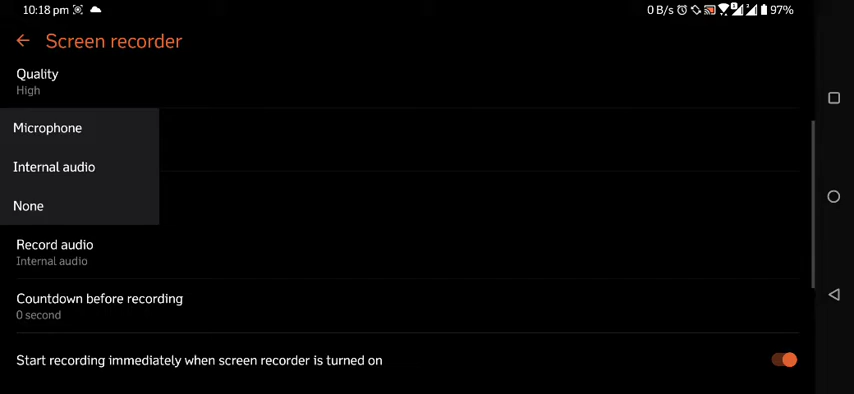 10:18 pm
0 B/s 97%
Screen recorder
Quality
High
Microphone
Internal audio
None
Record audio
Internal audio
Countdown before recording
0 second
Start recording immediately when screen recorder is turned on